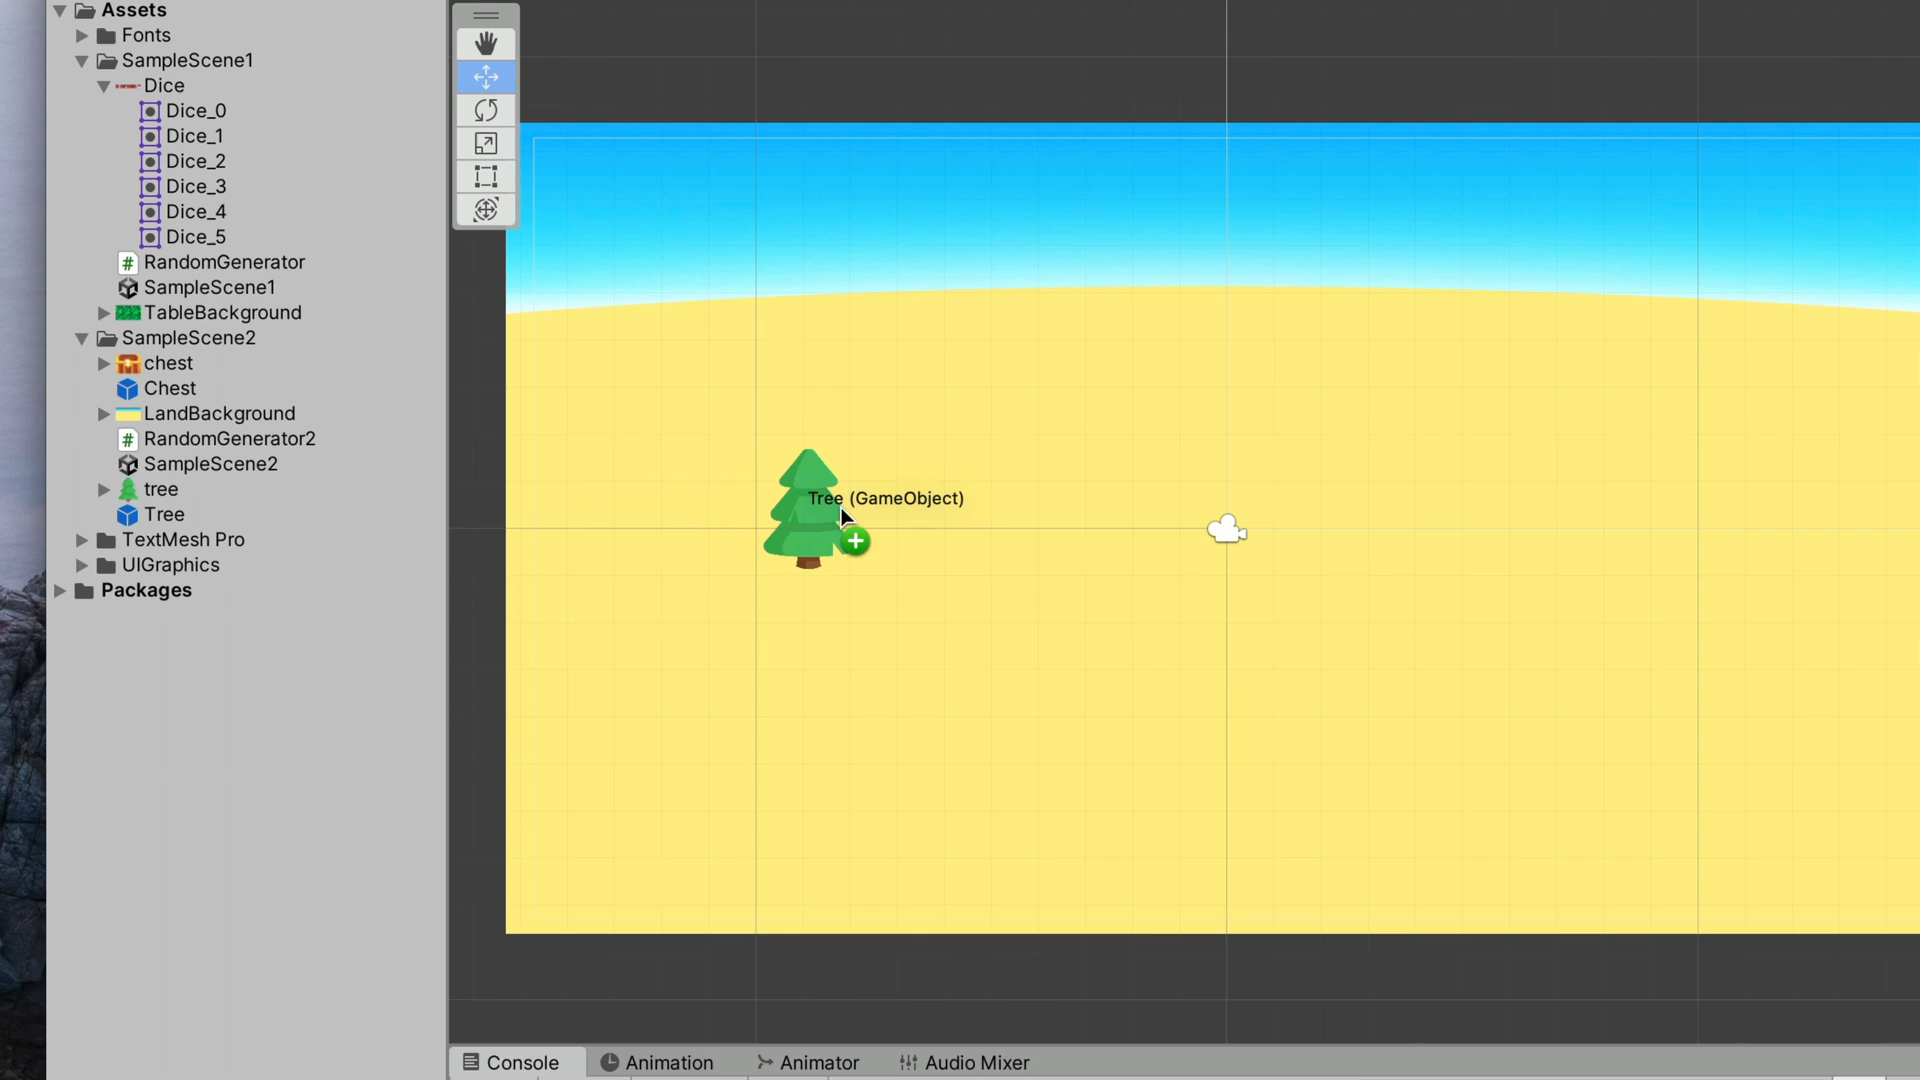 Assets
Fonts
SampleScene1
Dice
Dice_0
Dice_1
Dice_2
Dice_3
Dice_4
Dice_5
RandomGenerator
SampleScene1
TableBackground
SampleScene2
chest
Chest
LandBackground
RandomGenerator2
SampleScene2
tree
Tree
TextMesh Pro
UIGraphics
Packages
Tree (GameObject)
Console
Animation
Animator
Audio Mixer